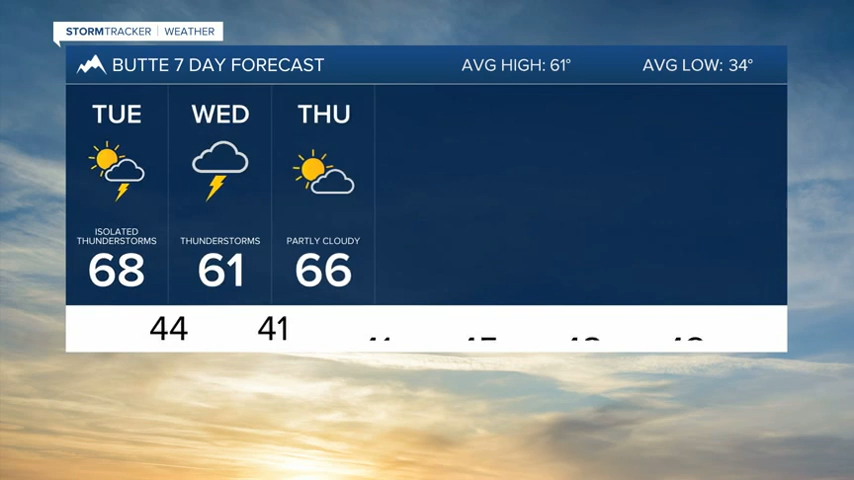 STORMTRACKER | WEATHER
BUTTE 7 DAY FORECAST AVG HIGH: 61° AVG LOW: 34°
TUE WED THU
ISOLATED
THUNDERSTORMS THUNDERSTORMS PARTLY CLOUDY
68 61 66
44 41